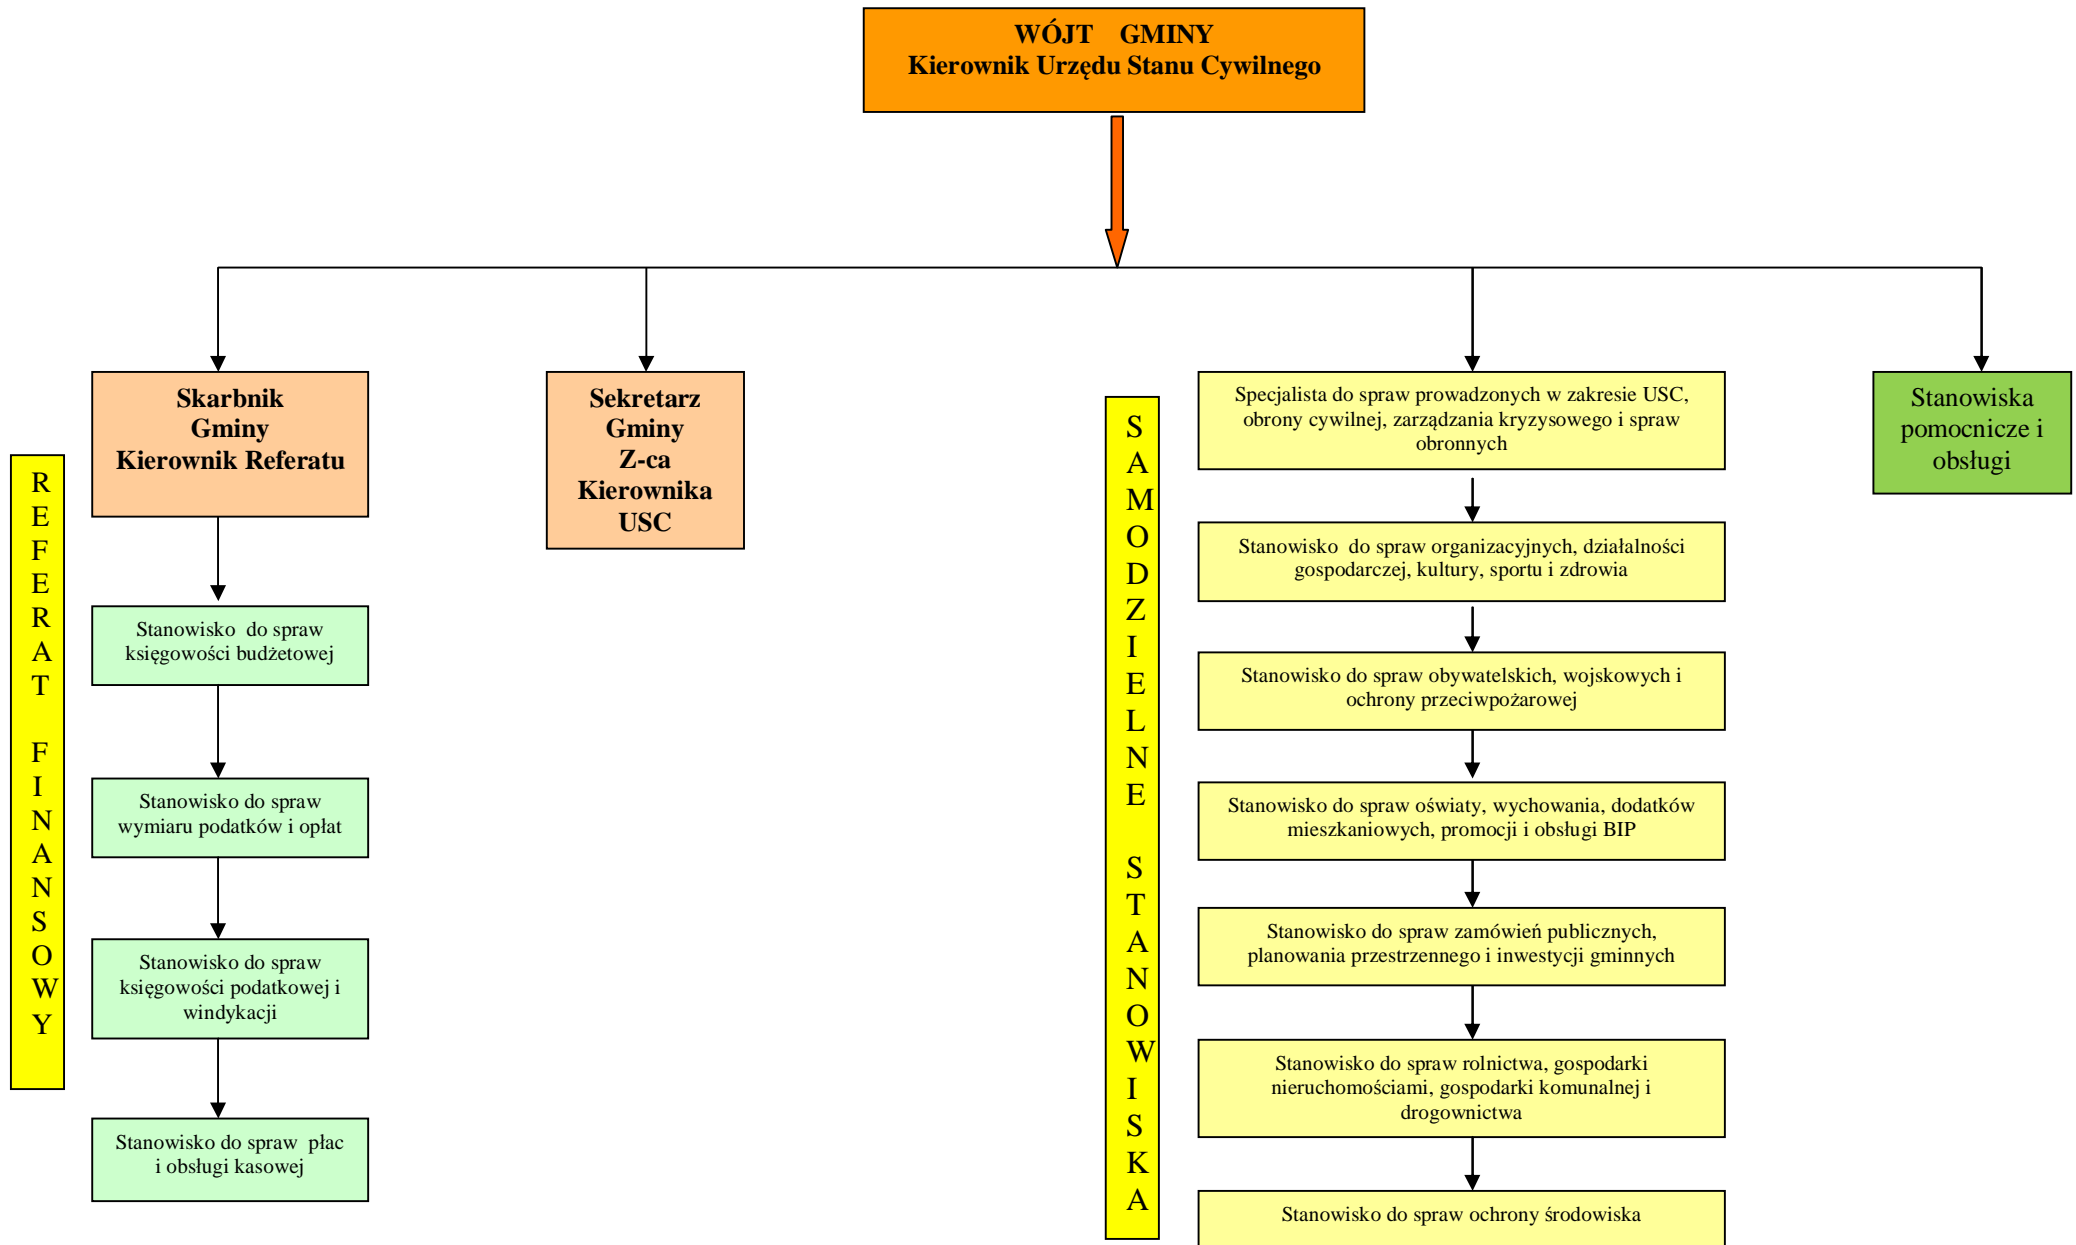 WÓJT GMINY
Kierownik Urzędu Stanu Cywilnego
REFERAT FINANSOWY
Skarbnik
Gminy
Kierownik Referatu
Stanowisko do spraw
księgowości budżetowej
Stanowisko do spraw
wymiaru podatków i opłat
Stanowisko do spraw
księgowości podatkowej i
windykacji
Stanowisko do spraw płac
i obsługi kasowej
Sekretarz
Gminy
Z-ca
Kierownika
USC
SAMODZIELNE STANOWISKA
Specjalista do spraw prowadzonych w zakresie USC,
obrony cywilnej, zarządzania kryzysowego i spraw
obronnych
Stanowisko do spraw organizacyjnych, działalności
gospodarczej, kultury, sportu i zdrowia
Stanowisko do spraw obywatelskich, wojskowych i
ochrony przeciwpożarowej
Stanowisko do spraw oświaty, wychowania, dodatków
mieszkaniowych, promocji i obsługi BIP
Stanowisko do spraw zamówień publicznych,
planowania przestrzennego i inwestycji gminnych
Stanowisko do spraw rolnictwa, gospodarki
nieruchomościami, gospodarki komunalnej i
drogownictwa
Stanowisko do spraw ochrony środowiska
Stanowiska
pomocnicze i
obsługi